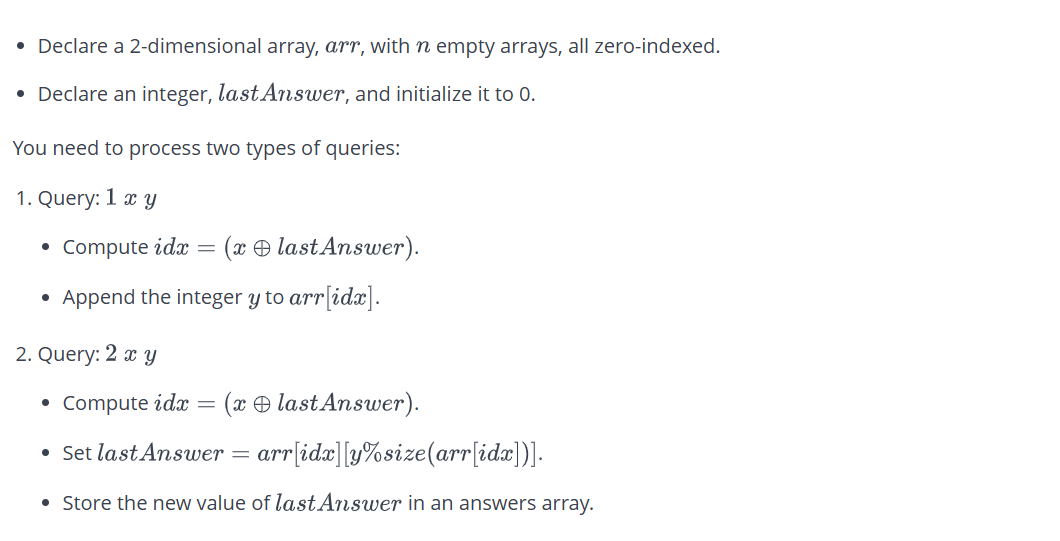 • Declare a 2-dimensional array, arr, with n empty arrays, all zero-indexed.
• Declare an integer, lastAnswer, and initialize it to 0.
You need to process two types of queries:
1. Query: 1 x y
• Compute idx = (x ⊕ lastAnswer).
• Append the integer y to arr[idx].
2. Query: 2 x y
• Compute idx = (x ⊕ lastAnswer).
• Set lastAnswer = arr[idx][y%size(arr[idx])].
• Store the new value of lastAnswer in an answers array.